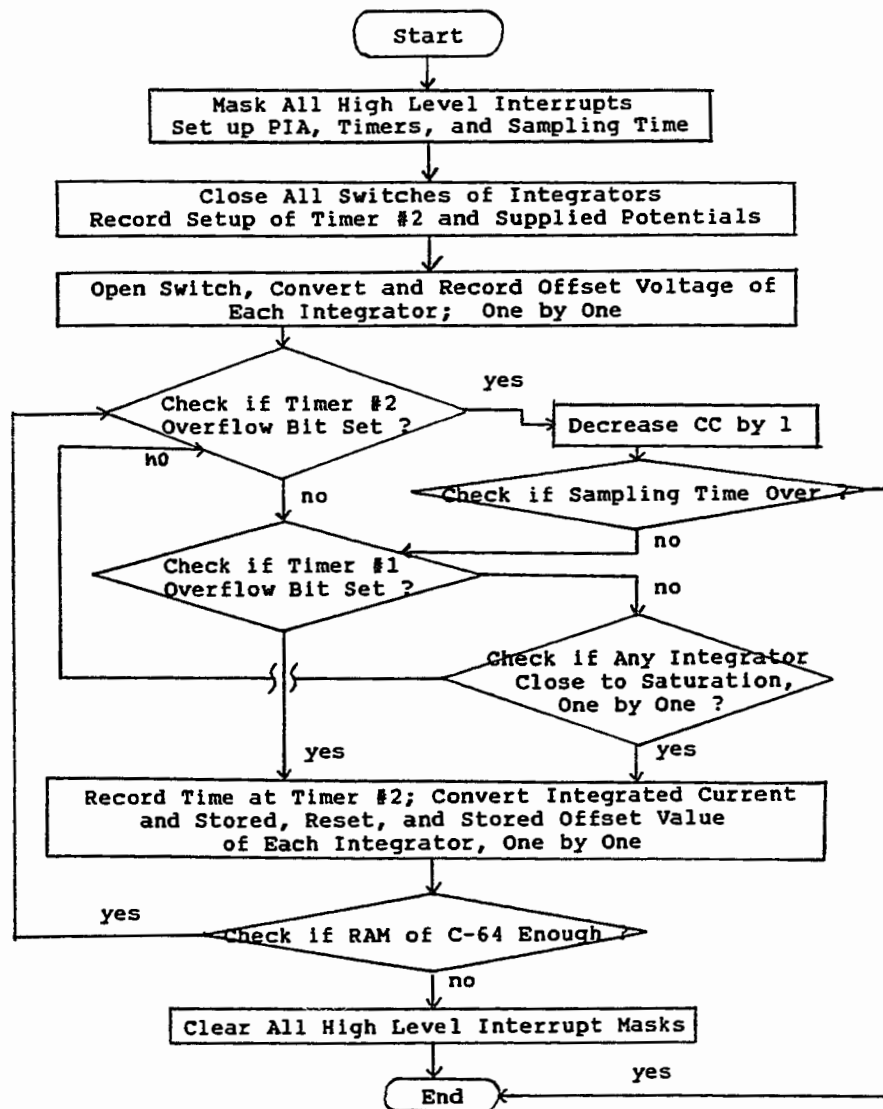 Start
Mask All High Level Interrupts
Set up PIA, Timers, and Sampling Time
Close All Switches of Integrators
Record Setup of Timer #2 and Supplied Potentials
Open Switch, Convert and Record Offset Voltage of
Each Integrator; One by One
yes
Check if Timer #2
Overflow Bit Set ?
Decrease CC by 1
no
no
Check if Sampling Time Over ?
no
Check if Timer #1
Overflow Bit Set ?
no
Check if Any Integrator
Close to Saturation,
One by One ?
yes
yes
Record Time at Timer #2; Convert Integrated Current
and Stored, Reset, and Stored Offset Value
of Each Integrator, One by One
yes
Check if RAM of C-64 Enough ?
no
Clear All High Level Interrupt Masks
yes
End